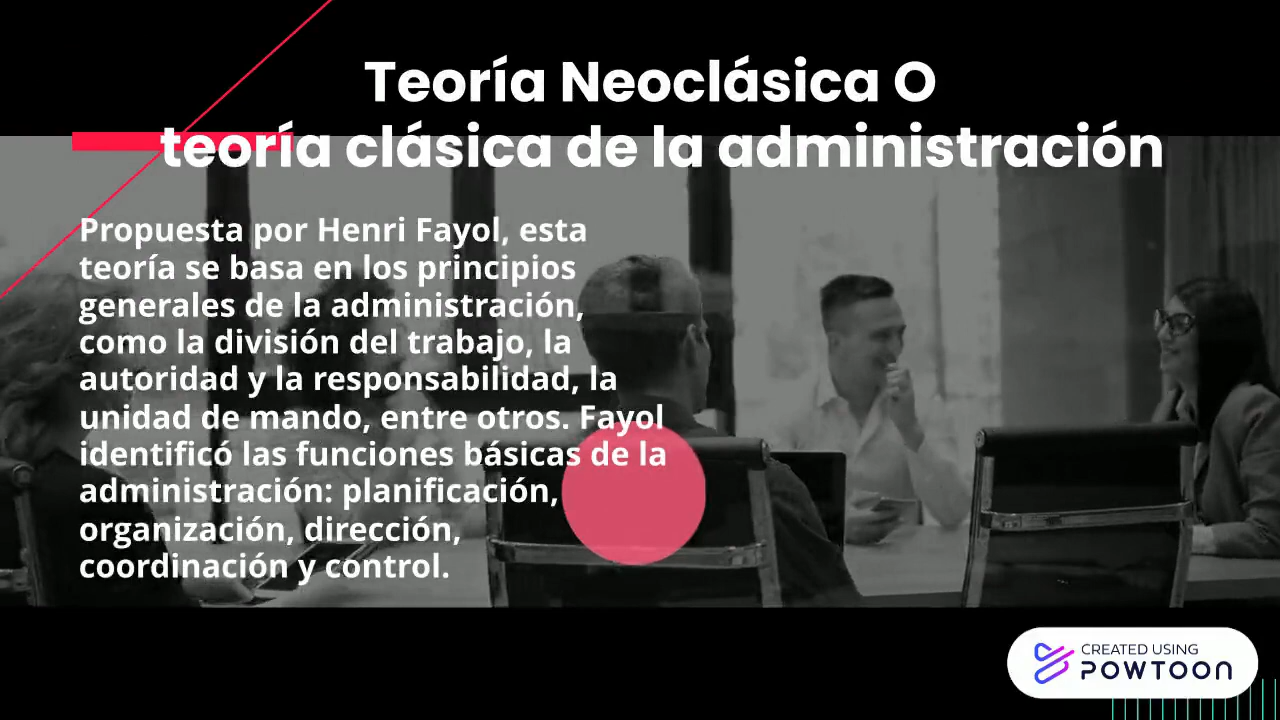 Teoría Neoclásica O
teoría clásica de la administración
Propuesta por Henri Fayol, esta
teoría se basa en los principios
generales de la administración,
como la división del trabajo, la
autoridad y la responsabilidad, la
unidad de mando, entre otros. Fayol
identificó las funciones básicas de la
administración: planificación,
organización, dirección,
coordinación y control.
CREATED USING
POWTOON